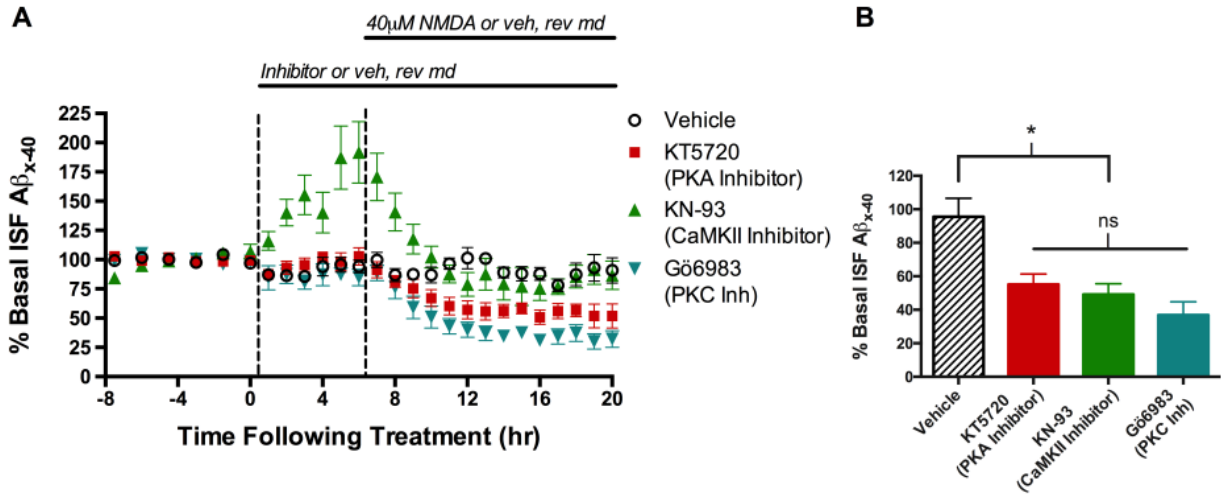 A
40μM NMDA or veh, rev md
Inhibitor or veh, rev md
% Basal ISF Aβx-40
225
200
175
150
125
100
75
50
25
0
-8
-4
0
4
8
12
16
20
Time Following Treatment (hr)
Vehicle
KT5720
(PKA Inhibitor)
KN-93
(CaMKII Inhibitor)
Gö6983
(PKC Inh)
B
% Basal ISF Aβx-40
120
100
80
60
40
20
0
*
ns
Vehicle
KT5720
(PKA Inhibitor)
KN-93
(CaMKII Inhibitor)
Gö6983
(PKC Inh)